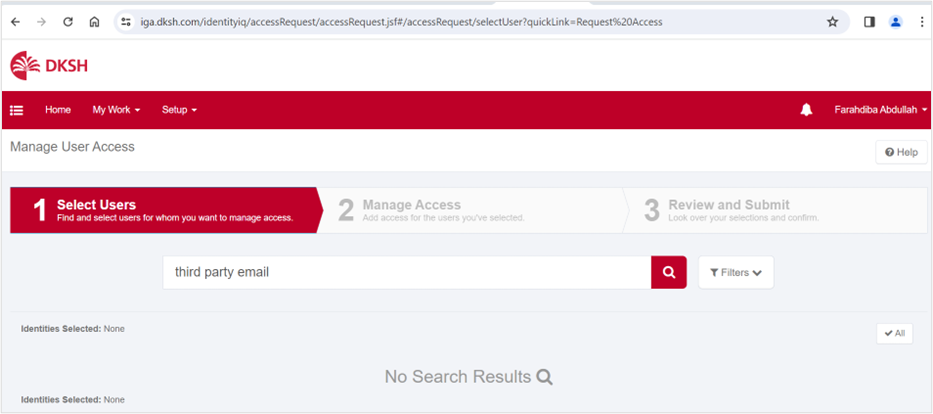 iga.dksh.com/identityiq/accessRequest/accessRequest.jsf#/accessRequest/selectUser?quickLink=Request%20Access
DKSH
Home My Work Setup Farahdiba Abdullah
Manage User Access
Help
1 Select Users
Find and select users for whom you want to manage access.
2 Manage Access
Add access for the users you've selected.
3 Review and Submit
Look over your selections and confirm.
third party email
Filters
Identities Selected: None
All
No Search Results
Identities Selected: None